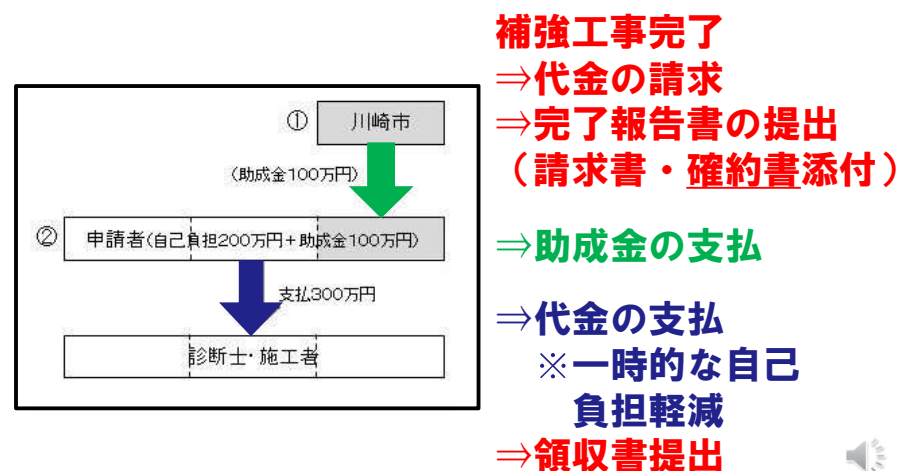 ① 川崎市
(助成金100万円)
② 申請者(自己負担200万円+助成金100万円)
支払300万円
診断士・施工者
補強工事完了
⇒代金の請求
⇒完了報告書の提出
(請求書・確約書添付)
⇒助成金の支払
⇒代金の支払
※一時的な自己
負担軽減
⇒領収書提出